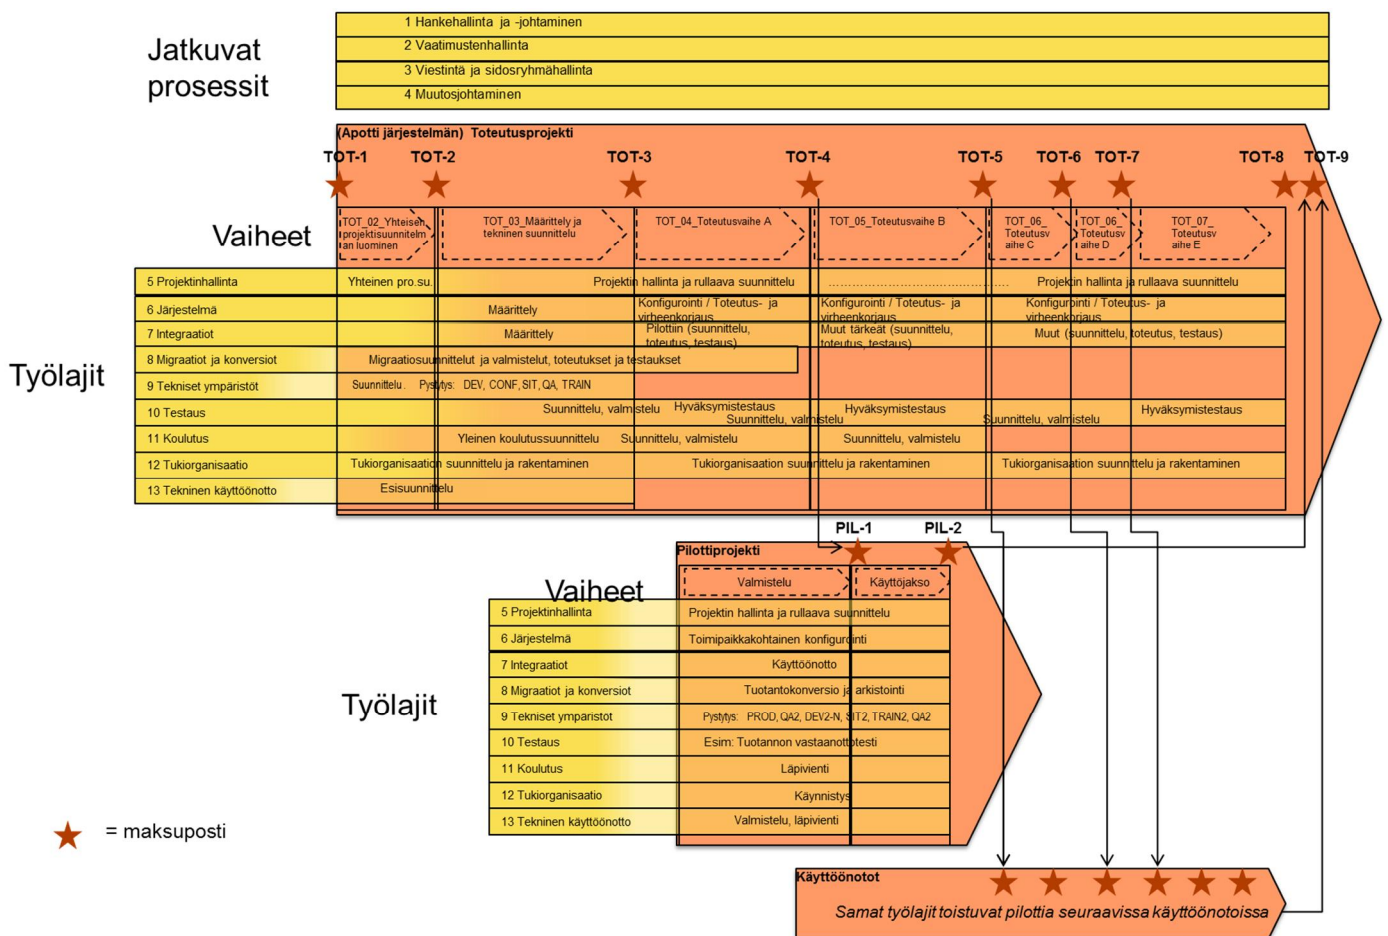 Jatkuvat
prosessit
1 Hankehallinta ja -johtaminen
2 Vaatimustenhallinta
3 Viestintä ja sidosryhmähallinta
4 Muutosjohtaminen
(Apotti järjestelmän) Toteutusprojekti
TOT-1 TOT-2 TOT-3 TOT-4 TOT-5 TOT-6 TOT-7 TOT-8 TOT-9
Vaiheet
TOT_02_Yhteisen
projektisuunnitelm
an luominen
TOT_03_Määrittely ja
tekninen suunnittelu
TOT_04_Toteutusvaihe A
TOT_05_Toteutusvaihe B
TOT_06_
Toteutusv
aihe C
TOT_06_
Toteutusv
aihe D
TOT_07_
Toteutusv
aihe E
Työlajit
5 Projektinhallinta
Yhteinen pro.su.
Projektin hallinta ja rullaava suunnittelu
Projektin hallinta ja rullaava suunnittelu
6 Järjestelmä
Määrittely
Konfigurointi / Toteutus- ja
virheenkorjaus
Konfigurointi / Toteutus- ja
virheenkorjaus
Konfigurointi / Toteutus- ja
virheenkorjaus
7 Integraatiot
Määrittely
Pilottiin (suunnittelu,
toteutus, testaus)
Muut tärkeät (suunnittelu,
toteutus, testaus)
Muut (suunnittelu, toteutus, testaus)
8 Migraatiot ja konversiot
Migraatiosuunnittelut ja valmistelut, toteutukset ja testaukset
9 Tekniset ympäristöt
Suunnittelu. Pystytys: DEV, CONF, SIT, QA, TRAIN
10 Testaus
Suunnittelu, valmistelu
Hyväksymistestaus
Suunnittelu, valmistelu
Hyväksymistestaus
Suunnittelu, valmistelu
Hyväksymistestaus
11 Koulutus
Yleinen koulutussuunnittelu
Suunnittelu, valmistelu
Suunnittelu, valmistelu
12 Tukiorganisaatio
Tukiorganisaation suunnittelu ja rakentaminen
Tukiorganisaation suunnittelu ja rakentaminen
Tukiorganisaation suunnittelu ja rakentaminen
13 Tekninen käyttöönotto
Esisuunnittelu
PIL-1 PIL-2
Pilottiprojekti
Vaiheet
Valmistelu
Käyttöjakso
Työlajit
5 Projektinhallinta
Projektin hallinta ja rullaava suunnittelu
6 Järjestelmä
Toimipaikkakohtainen konfigurointi
7 Integraatiot
Käyttöönotto
8 Migraatiot ja konversiot
Tuotantokonversio ja arkistointi
9 Tekniset ympäristöt
Pystytys: PROD, QA2, DEV2-N, SIT2, TRAIN2, QA2
10 Testaus
Esim: Tuotannon vastaanottotesti
11 Koulutus
Läpivienti
12 Tukiorganisaatio
Käynnistys
13 Tekninen käyttöönotto
Valmistelu, läpivienti
= maksuposti
Käyttöönotot
Samat työlajit toistuvat pilottia seuraavissa käyttöönotoissa